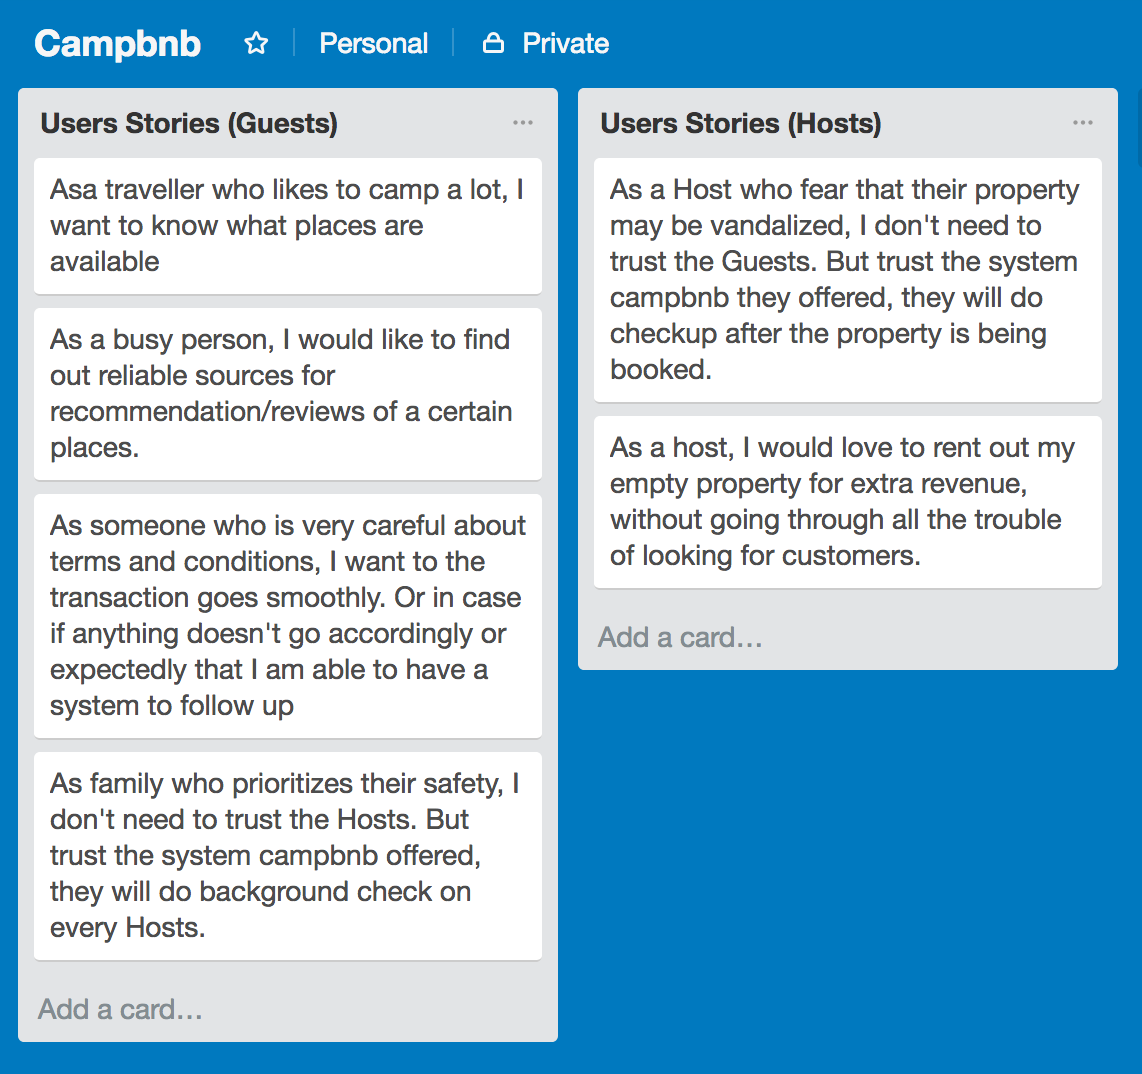 Campbnb Personal Private
Users Stories (Guests)
Asa traveller who likes to camp a lot, I
want to know what places are
available
As a busy person, I would like to find
out reliable sources for
recommendation/reviews of a certain
places.
As someone who is very careful about
terms and conditions, I want to the
transaction goes smoothly. Or in case
if anything doesn't go accordingly or
expectedly that I am able to have a
system to follow up
As family who prioritizes their safety, I
don't need to trust the Hosts. But
trust the system campbnb offered,
they will do background check on
every Hosts.
Add a card...
Users Stories (Hosts)
As a Host who fear that their property
may be vandalized, I don't need to
trust the Guests. But trust the system
campbnb they offered, they will do
checkup after the property is being
booked.
As a host, I would love to rent out my
empty property for extra revenue,
without going through all the trouble
of looking for customers.
Add a card...